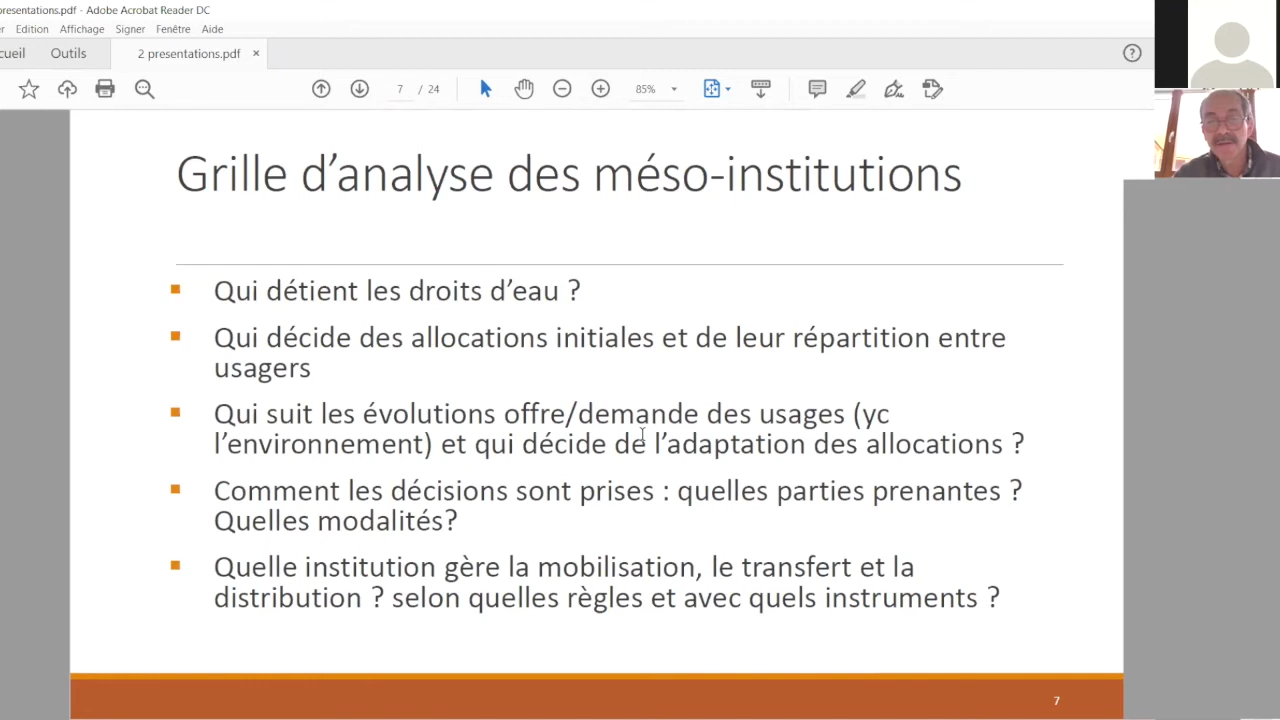 presentations.pdf - Adobe Acrobat Reader DC
Edition Affichage Signer Fenêtre Aide
cueil Outils 2 presentations.pdf ×
7 / 24 85%
Grille d’analyse des méso-institutions
Qui détient les droits d’eau ?
Qui décide des allocations initiales et de leur répartition entre
usagers
Qui suit les évolutions offre/demande des usages (yc
l’environnement) et qui décide de l’adaptation des allocations ?
Comment les décisions sont prises : quelles parties prenantes ?
Quelles modalités?
Quelle institution gère la mobilisation, le transfert et la
distribution ? selon quelles règles et avec quels instruments ?
7